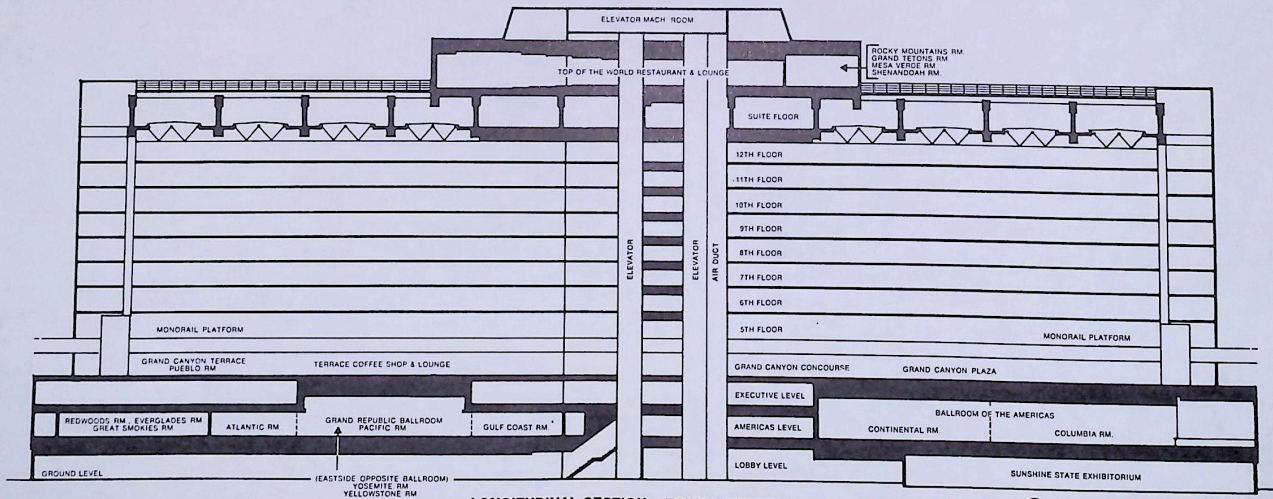 ELEVATOR MACH. ROOM
ROCKY MOUNTAINS RM.
GRAND TETONS RM.
MESA VERDE RM.
SHENANDOAH RM.
TOP OF THE WORLD RESTAURANT & LOUNGE
SUITE FLOOR
12TH FLOOR
11TH FLOOR
10TH FLOOR
9TH FLOOR
8TH FLOOR
7TH FLOOR
6TH FLOOR
5TH FLOOR
ELEVATOR
ELEVATOR
AIR DUCT
MONORAIL PLATFORM
MONORAIL PLATFORM
GRAND CANYON TERRACE
PUEBLO RM
TERRACE COFFEE SHOP & LOUNGE
GRAND CANYON CONCOURSE
GRAND CANYON PLAZA
EXECUTIVE LEVEL
REDWOODS RM., EVERGLADES RM
GREAT SMOKIES RM
ATLANTIC RM
GRAND REPUBLIC BALLROOM
PACIFIC RM
GULF COAST RM.
AMERICAS LEVEL
BALLROOM OF THE AMERICAS
CONTINENTAL RM.
COLUMBIA RM.
GROUND LEVEL
LOBBY LEVEL
SUNSHINE STATE EXHIBITORIUM
(EASTSIDE OPPOSITE BALLROOM)
YOSEMITE RM
YELLOWSTONE RM
LONGITUDINAL SECTION